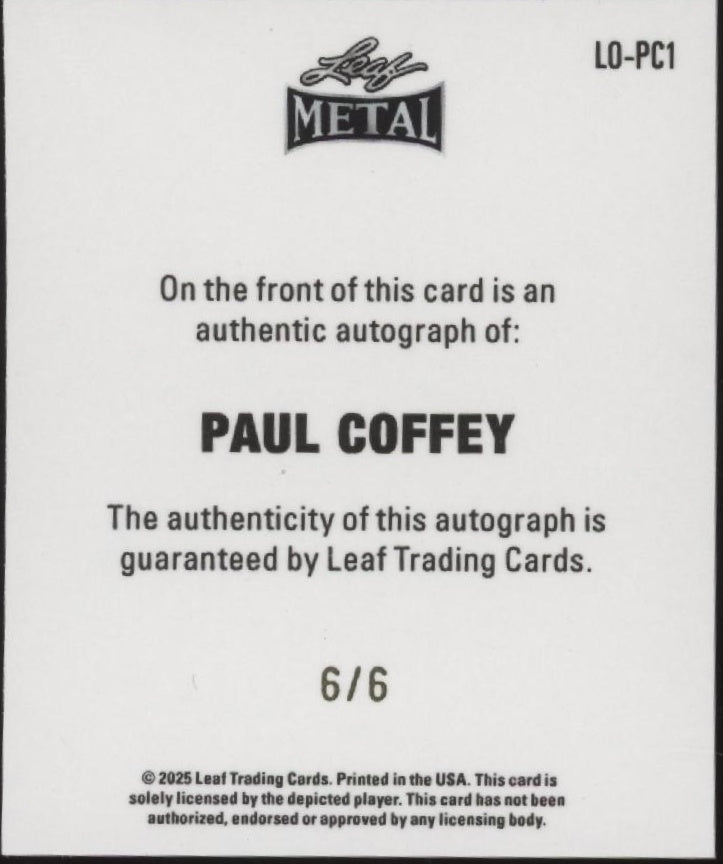 Leaf
METAL
LO-PC1
On the front of this card is an
authentic autograph of:
PAUL COFFEY
The authenticity of this autograph is
guaranteed by Leaf Trading Cards.
6/6
© 2025 Leaf Trading Cards. Printed in the USA. This card is
solely licensed by the depicted player. This card has not been
authorized, endorsed or approved by any licensing body.